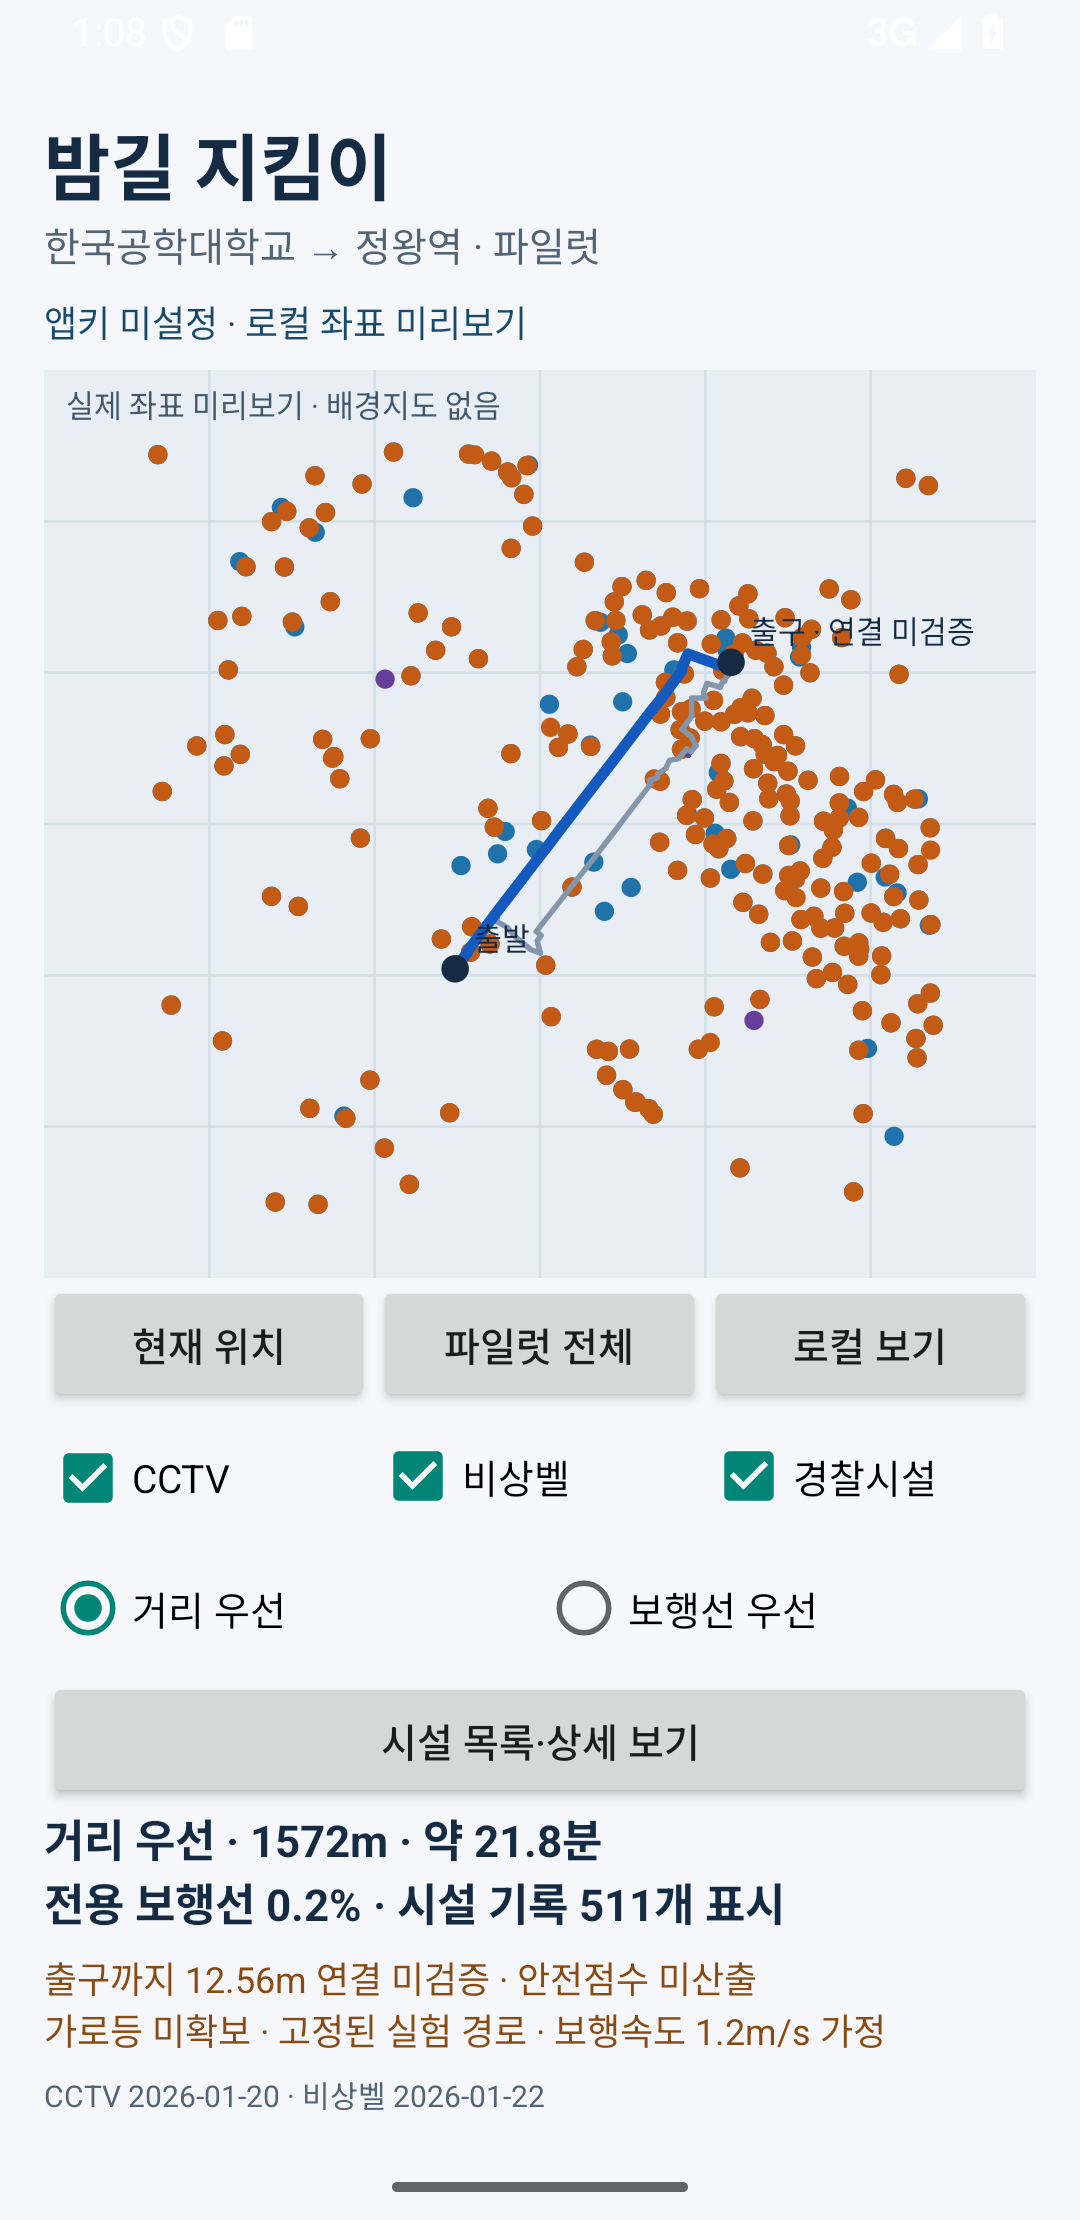 1:08 3G
밤길 지킴이
한국공학대학교 → 정왕역 · 파일럿
앱키 미설정 · 로컬 좌표 미리보기
실제 좌표 미리보기 · 배경지도 없음
출구 · 연결 미검증
출발
현재 위치 파일럿 전체 로컬 보기
CCTV 비상벨 경찰시설
거리 우선 보행선 우선
시설 목록·상세 보기
거리 우선 · 1572m · 약 21.8분
전용 보행선 0.2% · 시설 기록 511개 표시
출구까지 12.56m 연결 미검증 · 안전점수 미산출
가로등 미확보 · 고정된 실험 경로 · 보행속도 1.2m/s 가정
CCTV 2026-01-20 · 비상벨 2026-01-22